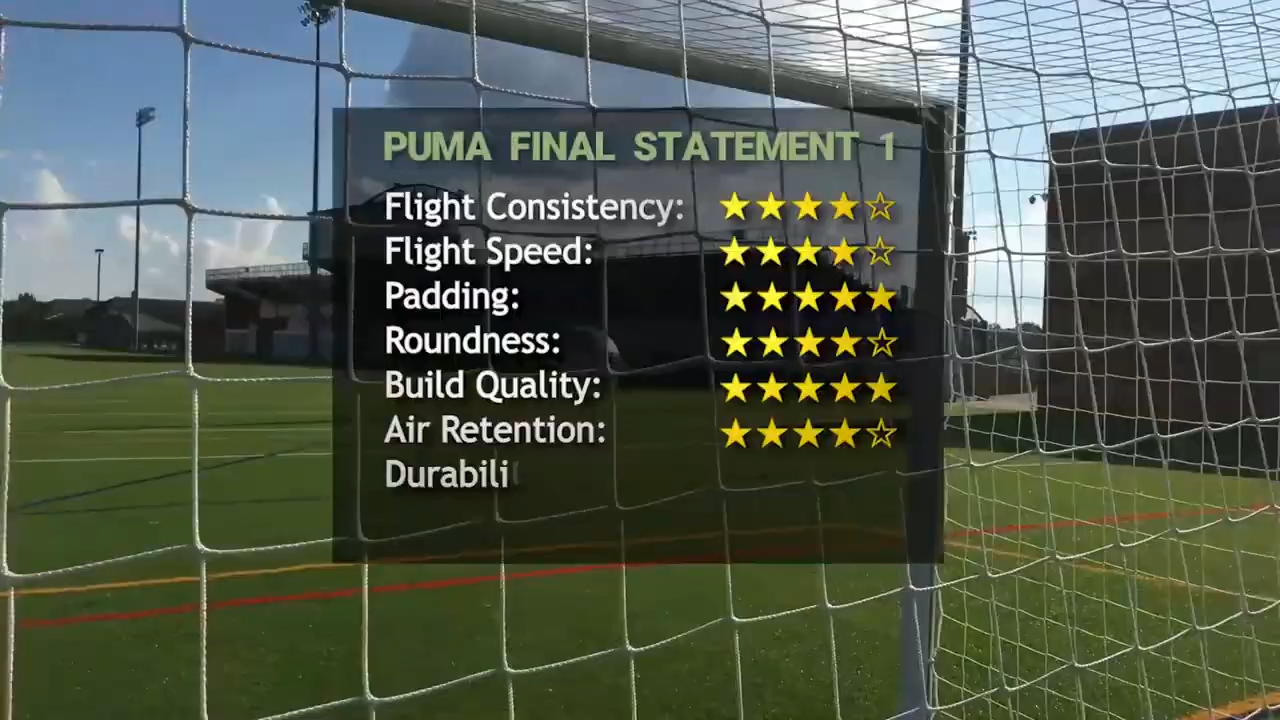 PUMA FINAL STATEMENT 1
Flight Consistency: ★★★★☆
Flight Speed: ★★★★☆
Padding: ★★★★★
Roundness: ★★★★☆
Build Quality: ★★★★★
Air Retention: ★★★★☆
Durabili